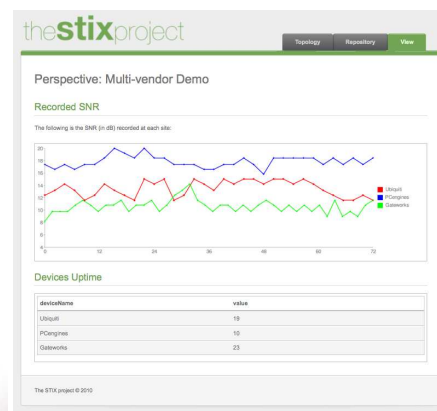 thestixproject
Topology Repository View
Perspective: Multi-vendor Demo
Recorded SNR
The following is the SNR (in dB) recorded at each site:
20
18
16
14
12
10
8
6
4
0 12 24 36 48 60 72
Ubiquiti
PCengines
Gateworks
Devices Uptime
deviceName value
Ubiquiti 19
PCengines 10
Gateworks 23
The STIX project © 2010